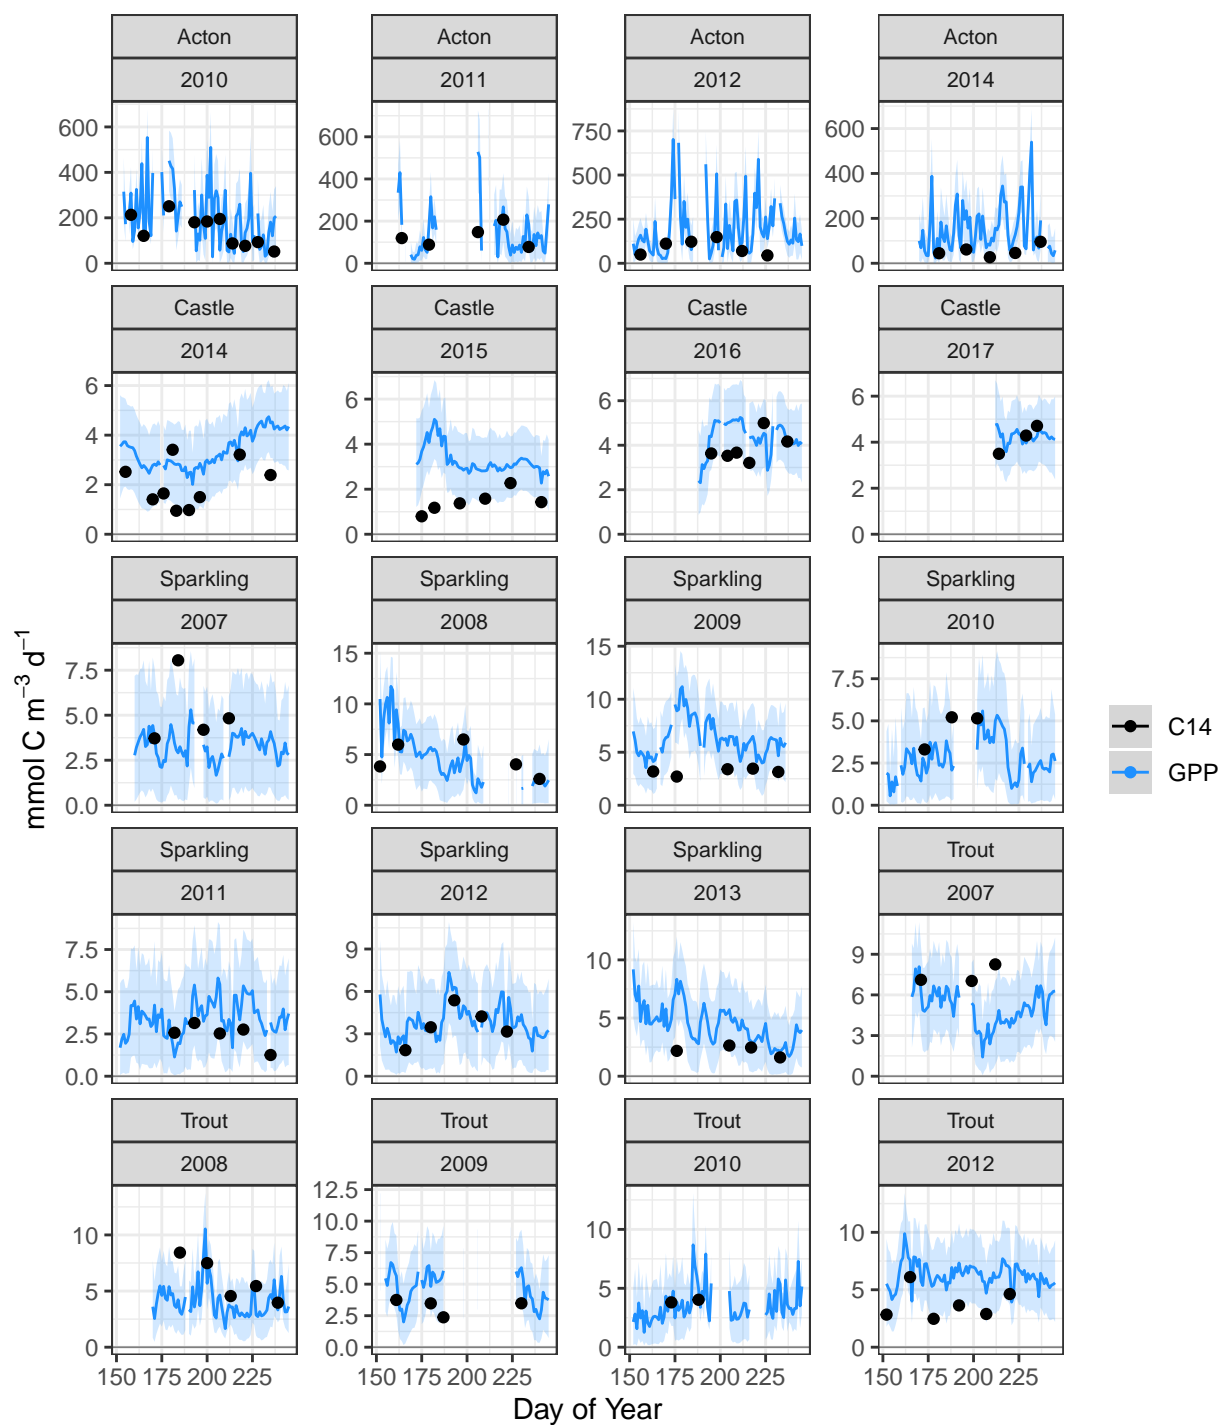 Acton Acton Acton Acton
2010 2011 2012 2014
600 600 750 600
400 400 500 400
200 200 250 200
0 0 0 0
Castle Castle Castle Castle
2014 2015 2016 2017
6 6 6 6
4 4 4 4
2 2 2 2
0 0 0 0
Sparkling Sparkling Sparkling Sparkling
2007 2008 2009 2010
7.5 15 15 7.5
5.0 10 10 5.0
2.5 5 5 2.5
0.0 0 0 0.0
Sparkling Sparkling Sparkling Trout
2011 2012 2013 2007
7.5 9 10 9
5.0 6 5 6
2.5 3 0 3
0.0 0 0
Trout Trout Trout Trout
2008 2009 2010 2012
10 12.5 10 10
5 10.0 5 5
0 7.5 0 0
5.0
2.5
0.0
150 175 200 225 150 175 200 225 150 175 200 225 150 175 200 225
Day of Year
mmol C m⁻³ d⁻¹
C14
GPP